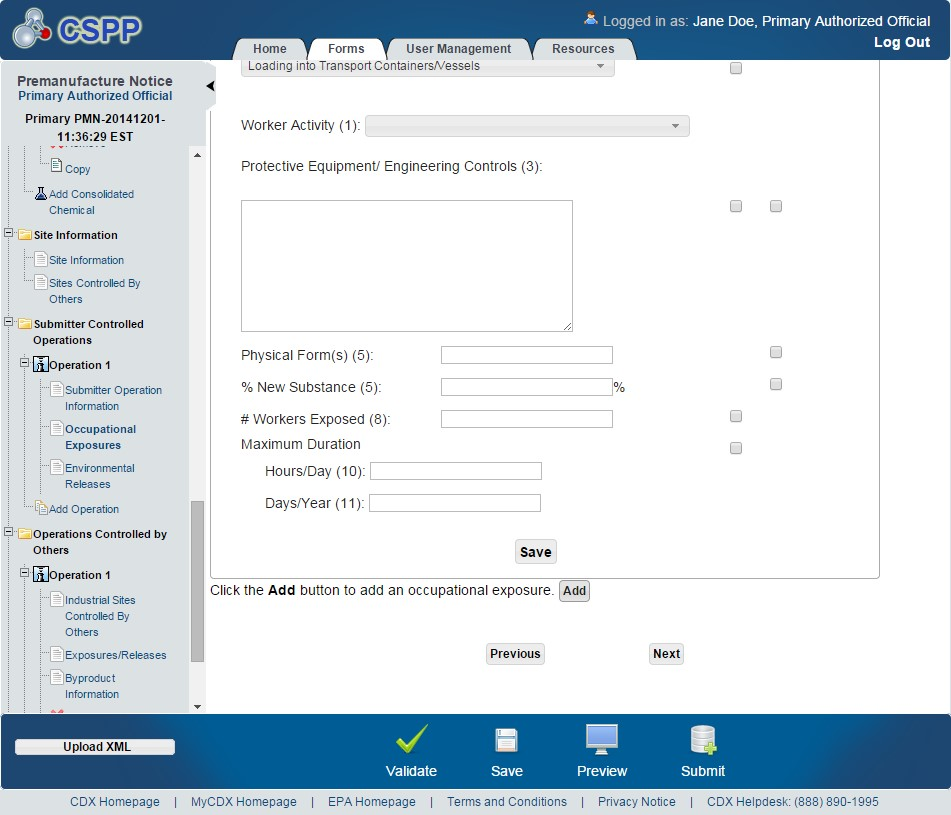 CSPP
Logged in as: Jane Doe, Primary Authorized Official
Log Out
Home
Forms
User Management
Resources
Premanufacture Notice
Primary Authorized Official
Primary PMN-20141201-
11:36:29 EST
Copy
Add Consolidated
Chemical
Site Information
Site Information
Sites Controlled By
Others
Submitter Controlled
Operations
Operation 1
Submitter Operation
Information
Occupational
Exposures
Environmental
Releases
Add Operation
Operations Controlled by
Others
Operation 1
Industrial Sites
Controlled By
Others
Exposures/Releases
Byproduct
Information
Loading into Transport Containers/Vessels
Worker Activity (1):
Protective Equipment/ Engineering Controls (3):
Physical Form(s) (5):
% New Substance (5): %
# Workers Exposed (8):
Maximum Duration
Hours/Day (10):
Days/Year (11):
Save
Click the Add button to add an occupational exposure. Add
Previous Next
Upload XML
Validate
Save
Preview
Submit
CDX Homepage | MyCDX Homepage | EPA Homepage | Terms and Conditions | Privacy Notice | CDX Helpdesk: (888) 890-1995